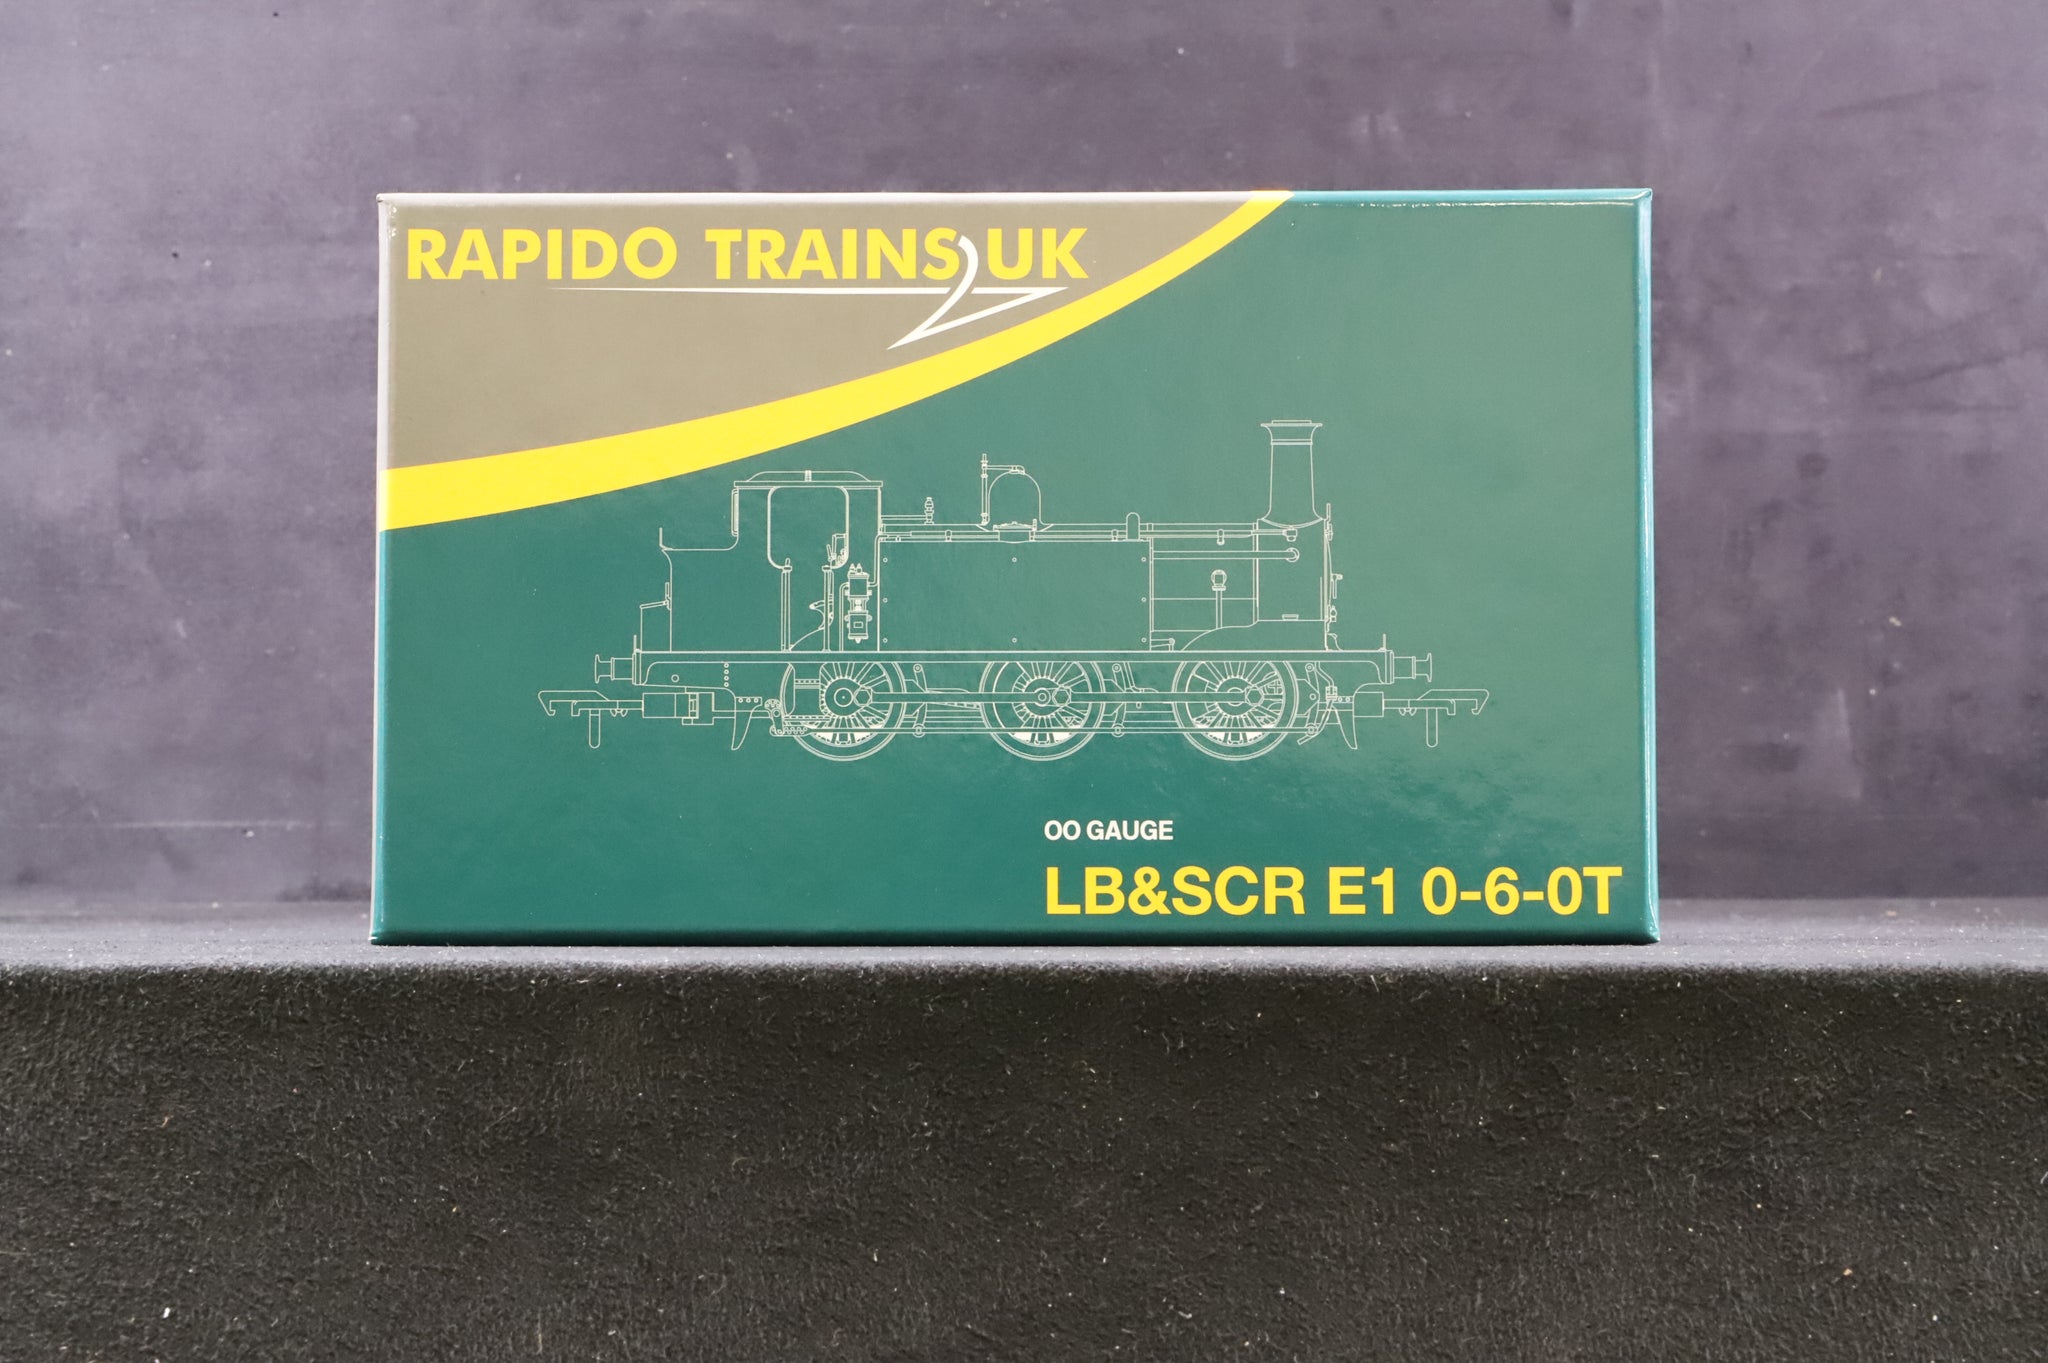 RAPIDO TRAINS UK
OO GAUGE
LB&SCR E1 0-6-0T